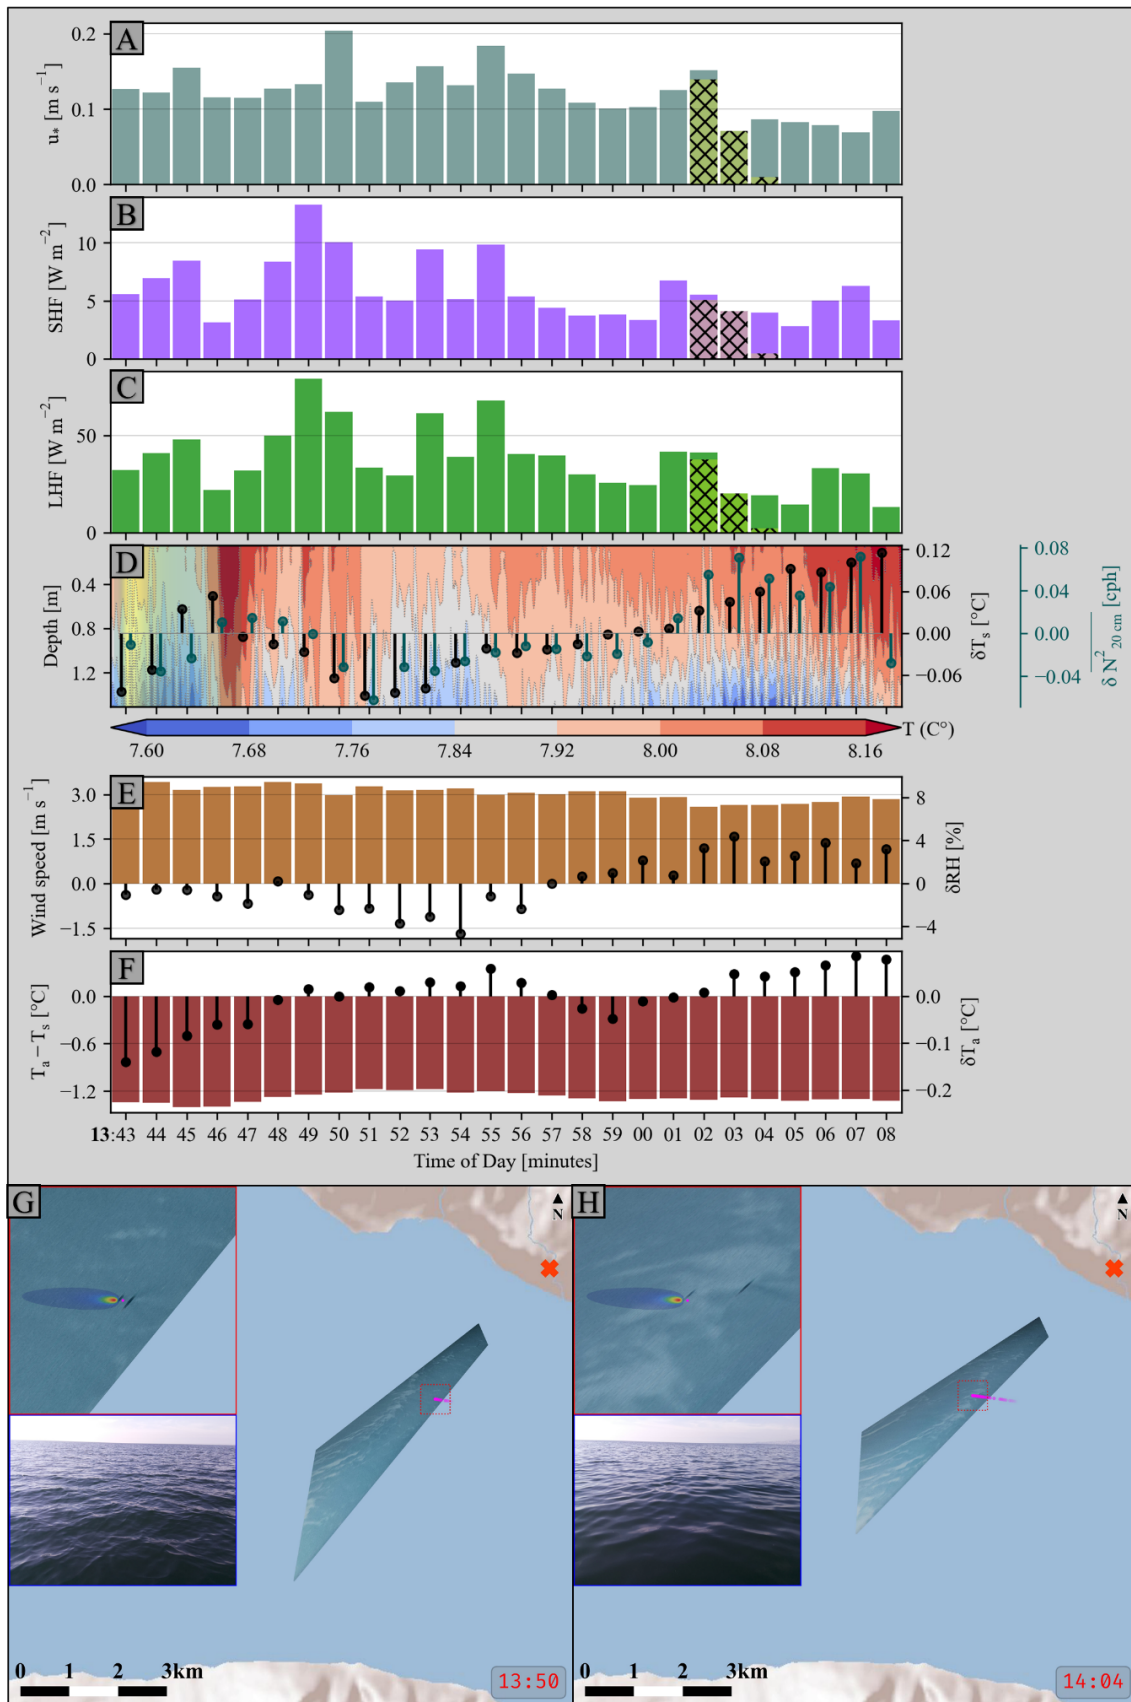 A
u* [m s−1]
0.2
0.1
0.0
B
SHF [W m−2]
10
5
0
C
LHF [W m−2]
50
0
D
Depth [m]
0.4
0.8
1.2
0.12
0.06
0.00
−0.06
δTs [°C]
0.08
0.04
0.00
−0.04
δ N2 20 cm [cph]
7.60 7.68 7.76 7.84 7.92 8.00 8.08 8.16
T (C°)
E
Wind speed [m s−1]
3.0
1.5
0.0
−1.5
8
4
0
−4
δRH [%]
F
Ta − Ts [°C]
0.0
−0.6
−1.2
0.0
−0.1
−0.2
δTa [°C]
13:43 44 45 46 47 48 49 50 51 52 53 54 55 56 57 58 59 00 01 02 03 04 05 06 07 08
Time of Day [minutes]
G
N
0 1 2 3km
13:50
H
N
0 1 2 3km
14:04